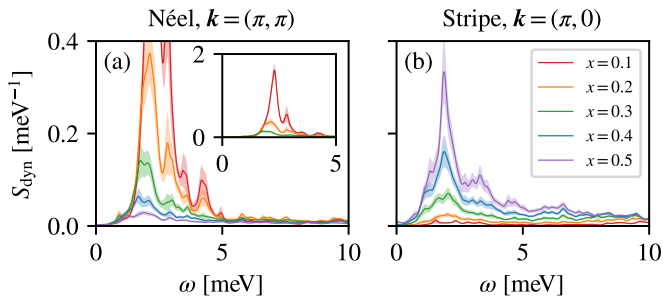 Néel, k = (π, π)
Stripe, k = (π, 0)
(a)
(b)
S_dyn [meV⁻¹]
0.4
0.2
0.0
0
5
10
ω [meV]
2
0
0
5
x = 0.1
x = 0.2
x = 0.3
x = 0.4
x = 0.5
0
5
10
ω [meV]